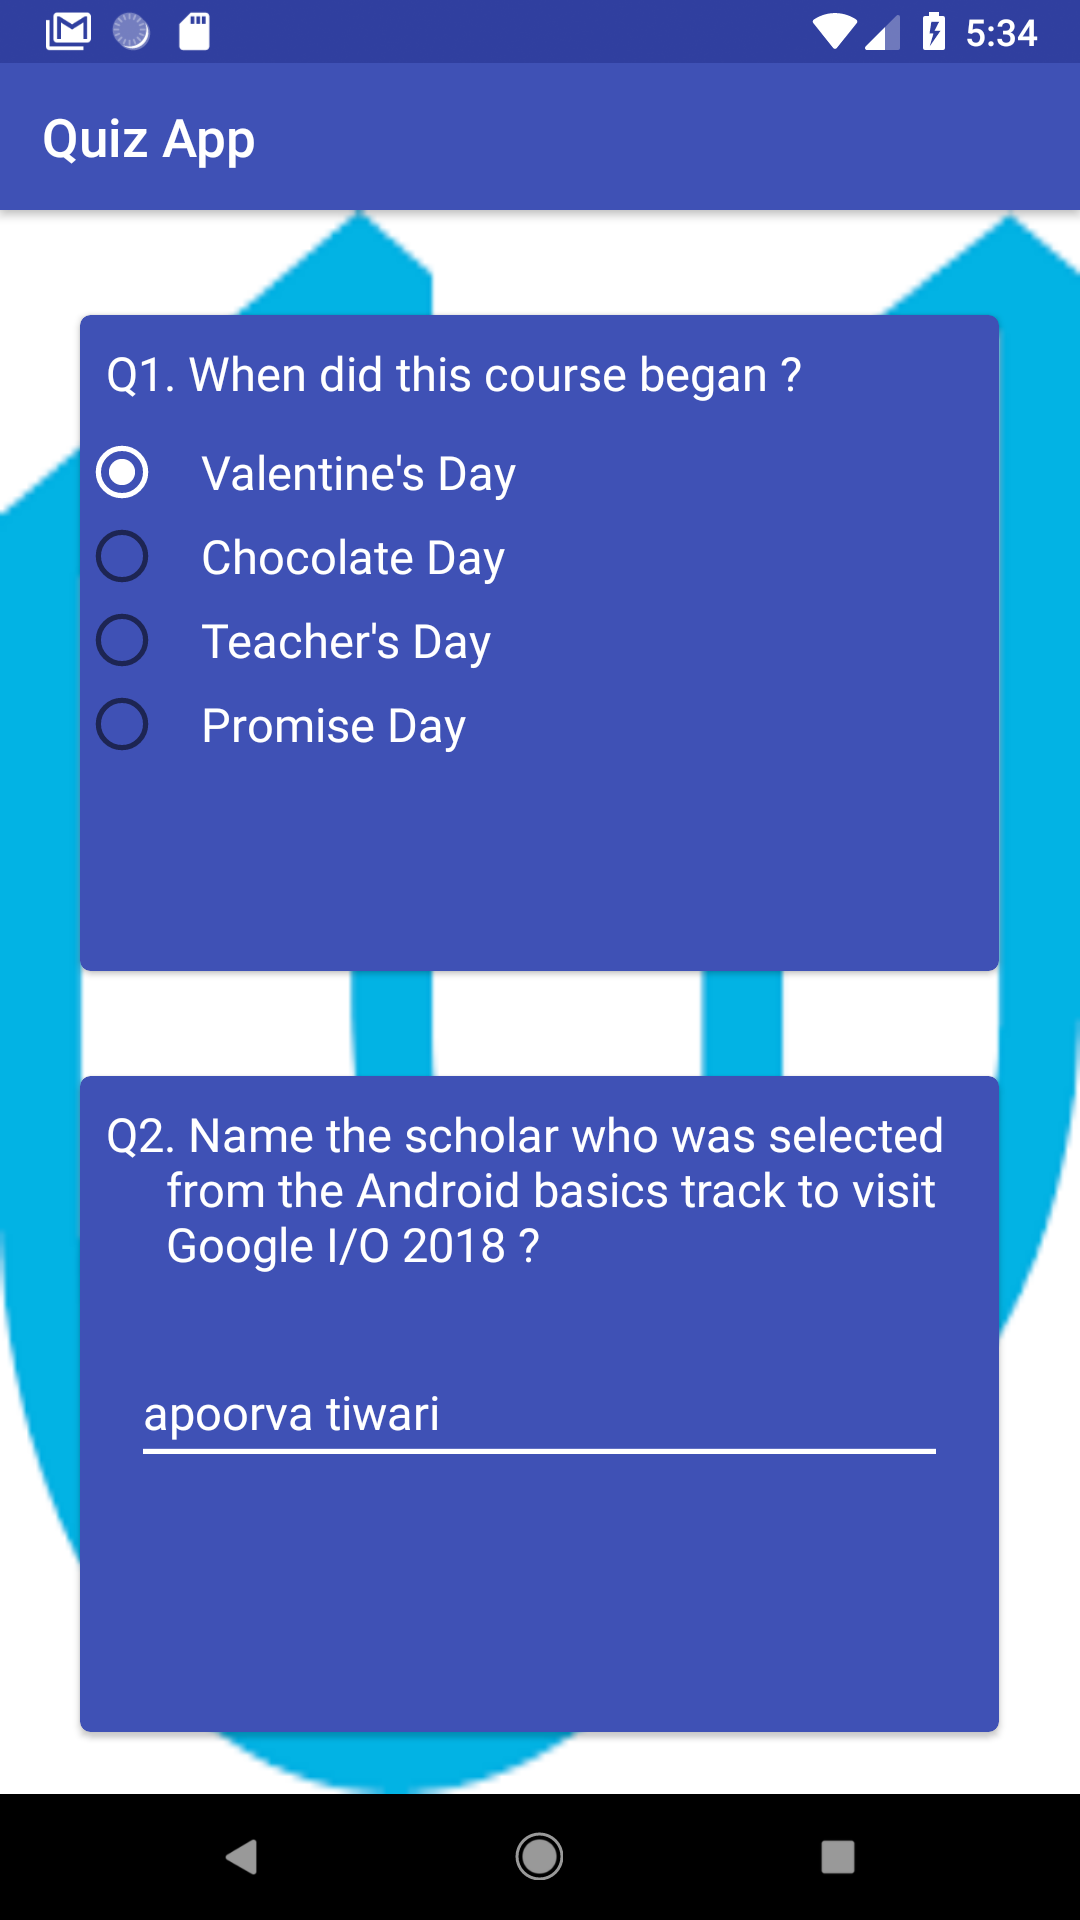 5:34
Quiz App
Q1. When did this course began ?
Valentine's Day
Chocolate Day
Teacher's Day
Promise Day
Q2. Name the scholar who was selected
from the Android basics track to visit
Google I/O 2018 ?
apoorva tiwari